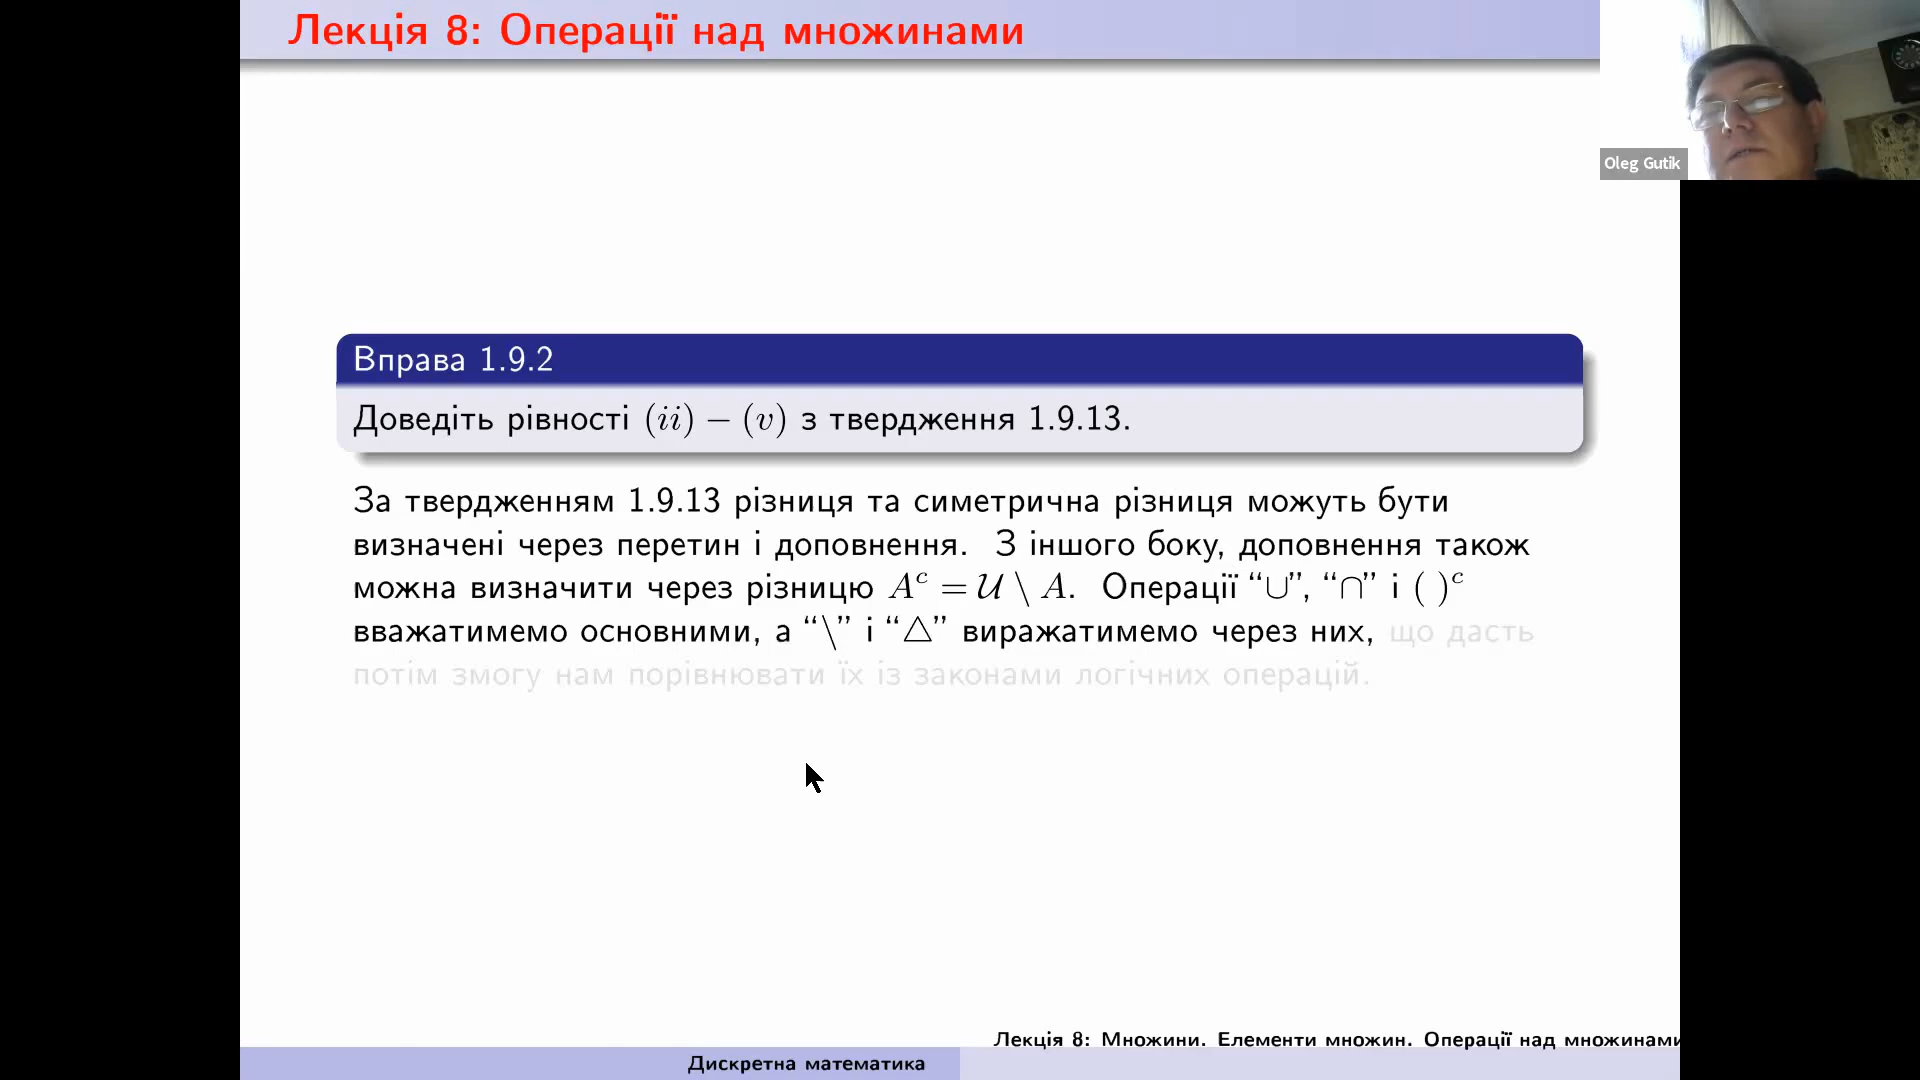 Лекція 8: Операції над множинами
Oleg Gutik
Вправа 1.9.2
Доведіть рівності (ii) − (v) з твердження 1.9.13.
За твердженням 1.9.13 різниця та симетрична різниця можуть бути
визначені через перетин і доповнення. З іншого боку, доповнення також
можна визначити через різницю Aᶜ = 𝒰 \ A. Операції “∪”, “∩” і ( )ᶜ
вважатимемо основними, а “\” і “△” виражатимемо через них, що дасть
потім змогу нам порівнювати їх із законами логічних операцій.
Лекція 8: Множини. Елементи множин. Операції над множинами
Дискретна математика